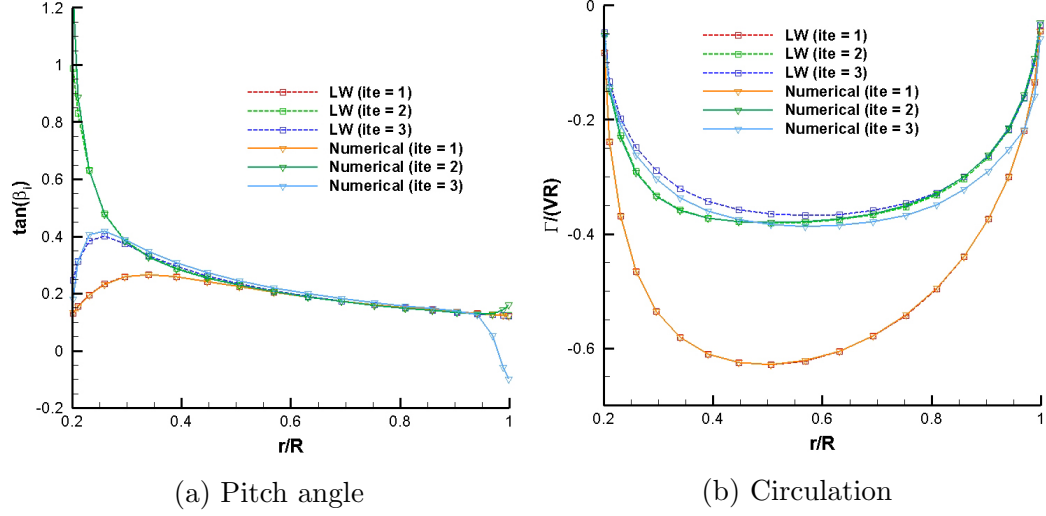 1.2
1
0.8
0.6
0.4
0.2
0
-0.2
tan(βᵢ)
LW (ite = 1)
LW (ite = 2)
LW (ite = 3)
Numerical (ite = 1)
Numerical (ite = 2)
Numerical (ite = 3)
0.2 0.4 0.6 0.8 1
r/R
(a) Pitch angle
0
-0.2
-0.4
-0.6
Γ/(VR)
LW (ite = 1)
LW (ite = 2)
LW (ite = 3)
Numerical (ite = 1)
Numerical (ite = 2)
Numerical (ite = 3)
0.2 0.4 0.6 0.8 1
r/R
(b) Circulation